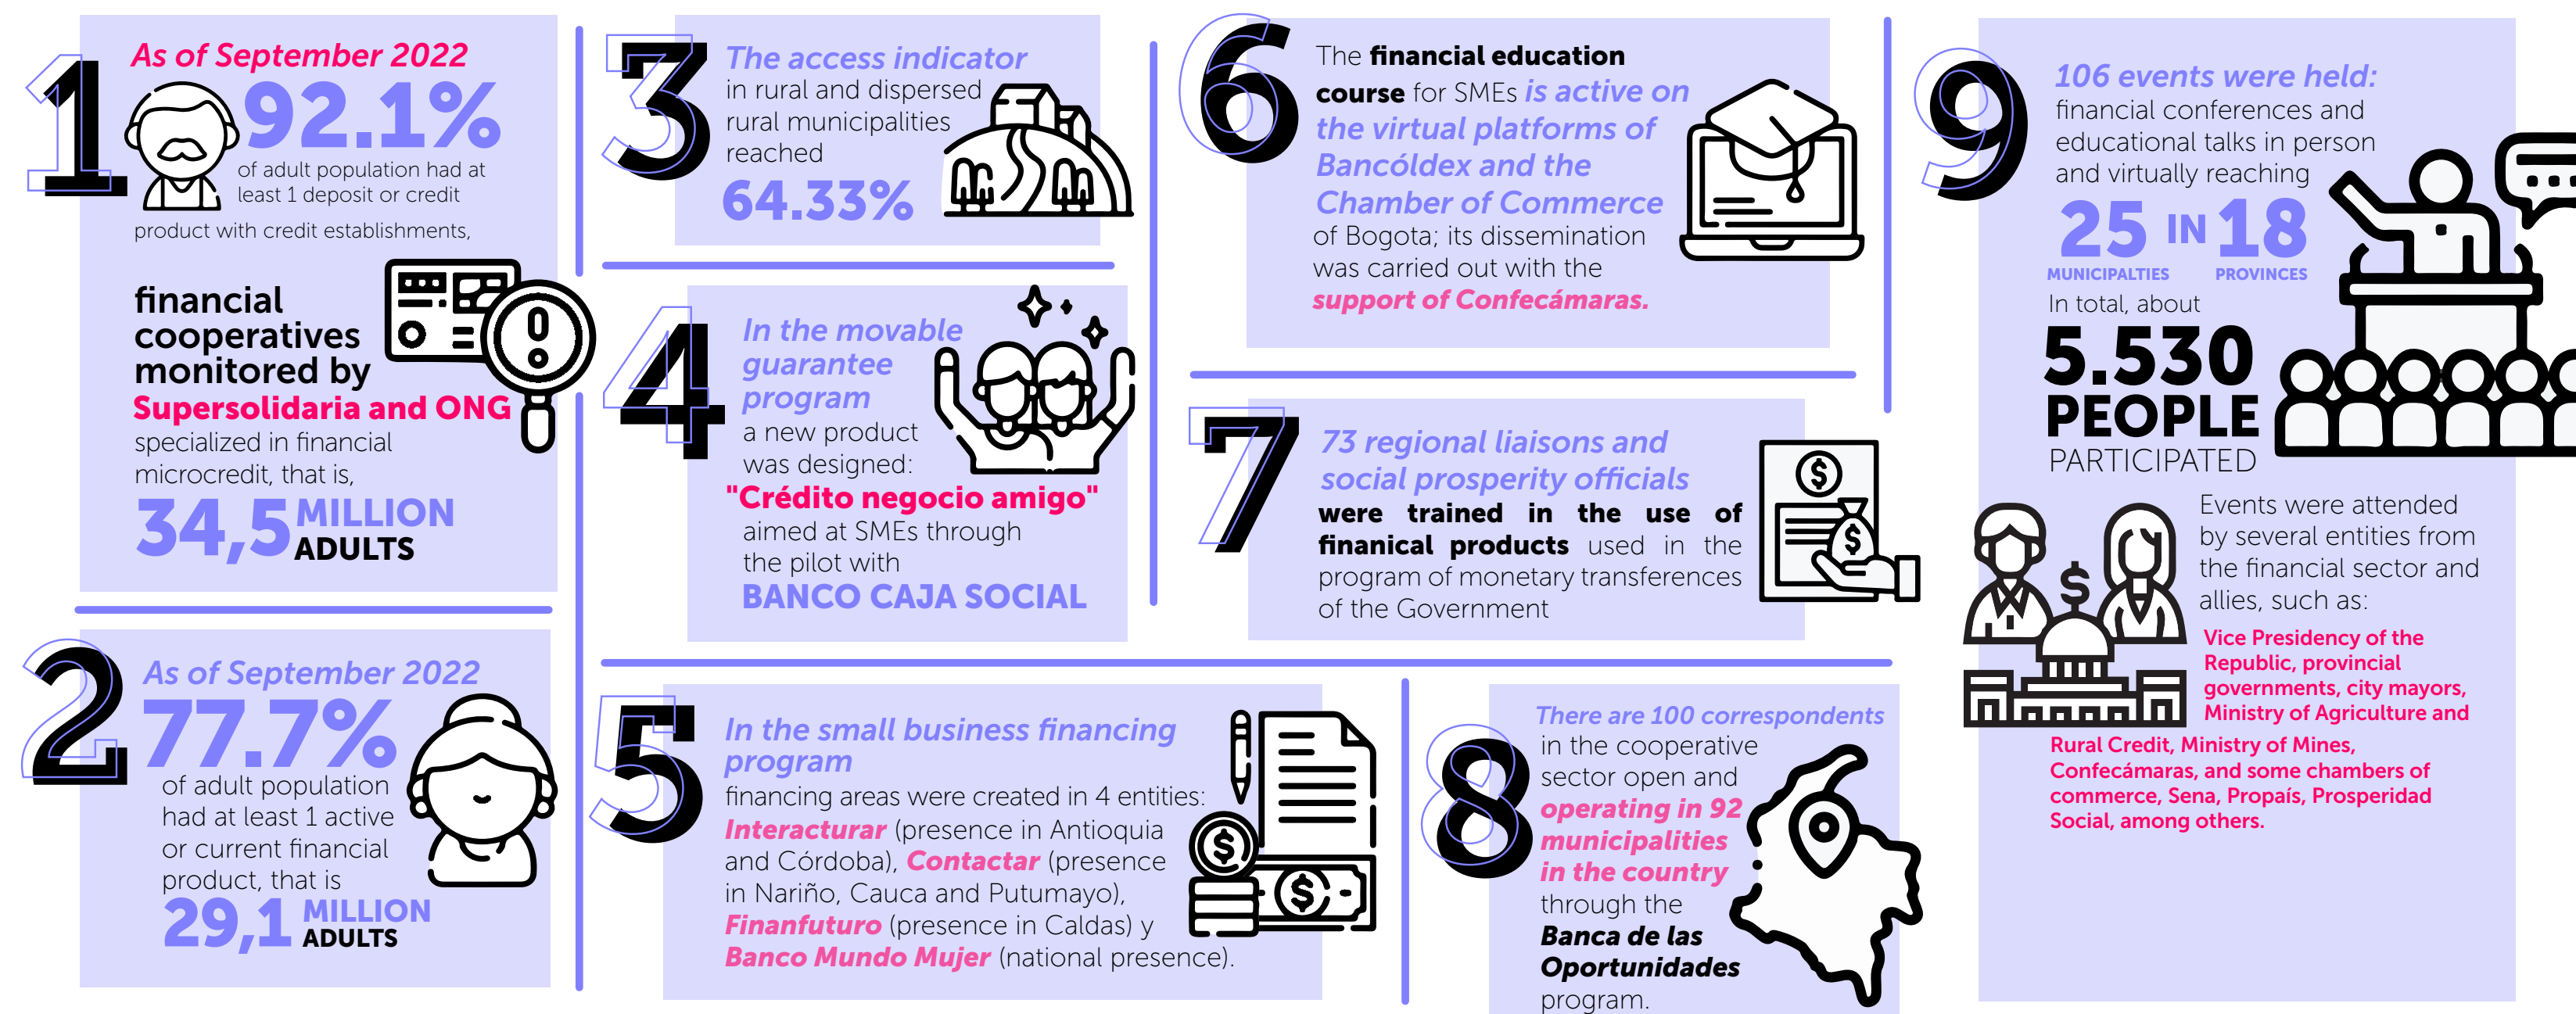 1
As of September 2022
92.1%
of adult population had at
least 1 deposit or credit
product with credit establishments,
financial
cooperatives
monitored by
Supersolidaria and ONG
specialized in financial
microcredit, that is,
34,5 MILLION
ADULTS
2
As of September 2022
77.7%
of adult population
had at least 1 active
or current financial
product, that is
29,1 MILLION
ADULTS
3
The access indicator
in rural and dispersed
rural municipalities
reached
64.33%
4
In the movable
guarantee
program
a new product
was designed:
"Crédito negocio amigo"
aimed at SMEs through
the pilot with
BANCO CAJA SOCIAL
5
In the small business financing
program
financing areas were created in 4 entities:
Interacturar (presence in Antioquia
and Córdoba), Contactar (presence
in Nariño, Cauca and Putumayo),
Finanfuturo (presence in Caldas) y
Banco Mundo Mujer (national presence).
6
The financial education
course for SMEs is active on
the virtual platforms of
Bancóldex and the
Chamber of Commerce
of Bogota; its dissemination
was carried out with the
support of Confecámaras.
7
73 regional liaisons and
social prosperity officials
were trained in the use of
finanical products used in the
program of monetary transferences
of the Government
8
There are 100 correspondents
in the cooperative
sector open and
operating in 92
municipalities
in the country
through the
Banca de las
Oportunidades
program.
9
106 events were held:
financial conferences and
educational talks in person
and virtually reaching
25 IN 18
MUNICIPALTIES PROVINCES
In total, about
5.530
PEOPLE
PARTICIPATED
Events were attended
by several entities from
the financial sector and
allies, such as:
Vice Presidency of the
Republic, provincial
governments, city mayors,
Ministry of Agriculture and
Rural Credit, Ministry of Mines,
Confecámaras, and some chambers of
commerce, Sena, Propaís, Prosperidad
Social, among others.